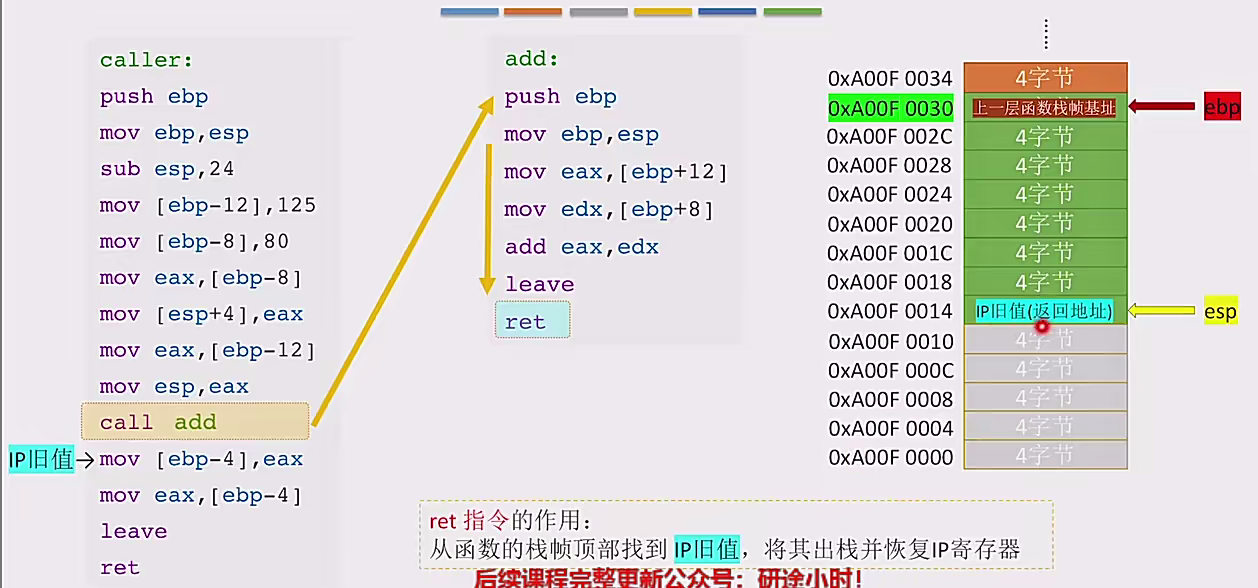 caller:
push ebp
mov ebp,esp
sub esp,24
mov [ebp-12],125
mov [ebp-8],80
mov eax,[ebp-8]
mov [esp+4],eax
mov eax,[ebp-12]
mov esp,eax
call add
IP旧值→mov [ebp-4],eax
mov eax,[ebp-4]
leave
ret
add:
push ebp
mov ebp,esp
mov eax,[ebp+12]
mov edx,[ebp+8]
add eax,edx
leave
ret
0xA00F 0034 4字节
0xA00F 0030 上一层函数栈帧基址 ebp
0xA00F 002C 4字节
0xA00F 0028 4字节
0xA00F 0024 4字节
0xA00F 0020 4字节
0xA00F 001C 4字节
0xA00F 0018 4字节
0xA00F 0014 IP旧值(返回地址) esp
0xA00F 0010 4字节
0xA00F 000C 4字节
0xA00F 0008 4字节
0xA00F 0004 4字节
0xA00F 0000 4字节
ret 指令的作用：
从函数的栈帧顶部找到 IP旧值，将其出栈并恢复IP寄存器
后续课程完整更新公众号：研途小时！